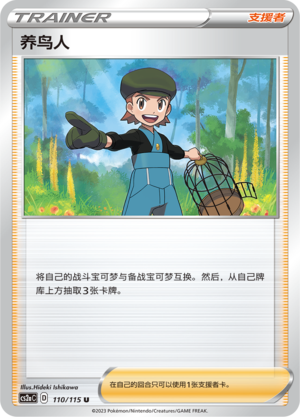 TRAINER 支援者
养鸟人
将自己的战斗宝可梦与备战宝可梦互换。然后、从自己牌
库上方抽取3张卡牌。
Illus.Hideki Ishikawa
CS3aC D 110/115 U
在自己的回合只可以使用1张支援者卡。
©2023 Pokémon/Nintendo/Creatures/GAME FREAK.